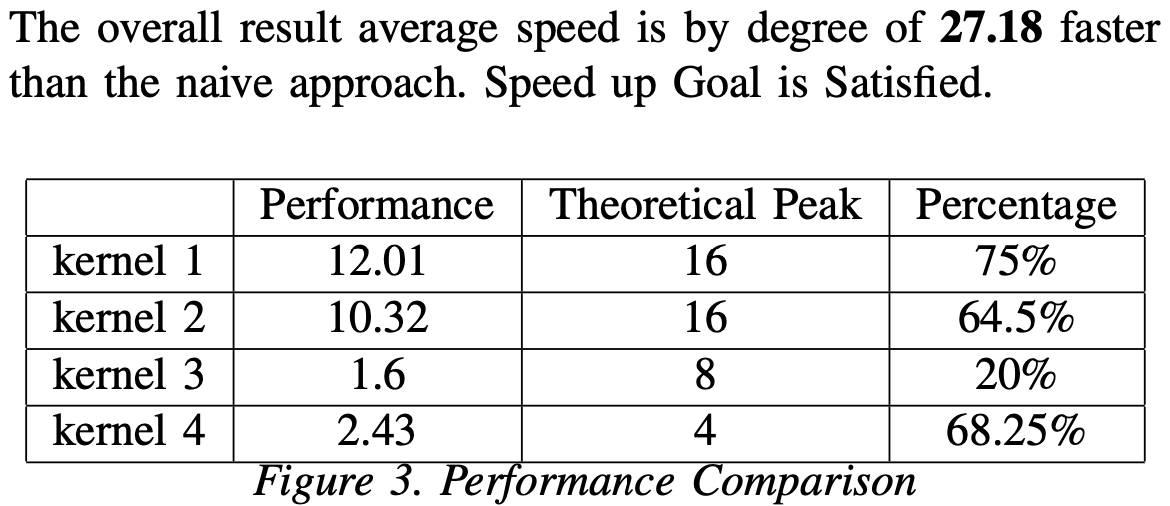 The overall result average speed is by degree of 27.18 faster
than the naive approach. Speed up Goal is Satisfied.
Performance Theoretical Peak Percentage
kernel 1 12.01 16 75%
kernel 2 10.32 16 64.5%
kernel 3 1.6 8 20%
kernel 4 2.43 4 68.25%
Figure 3. Performance Comparison